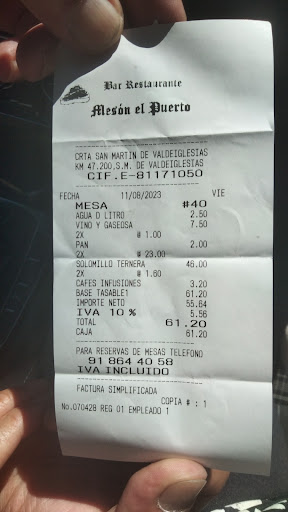 Bar Restaurante
Mesón el Puerto
CRTA SAN MARTIN DE VALDEIGLESIAS
KM 47.200.S.M. DE VALDEIGLESIAS
CIF.E-81171050
FECHA 11/08/2023 VIE
MESA #40
AGUA O LITRO 2.50
VINO Y GASEOSA 7.50
2X @ 1.00
PAN 2.00
2X @ 23.00
SOLOMILLO TERNERA 46.00
2X @ 1.60
CAFES INFUSIONES 3.20
BASE TASABLE1 61.20
IMPORTE NETO 55.64
IVA 10 % 5.56
TOTAL 61.20
CAJA 61.20
PARA RESERVAS DE MESAS TELEFONO
91 864 40 58
IVA INCLUIDO
FACTURA SIMPLIFICADA
COPIA # : 1
No.070428 REG 01 EMPLEADO 1